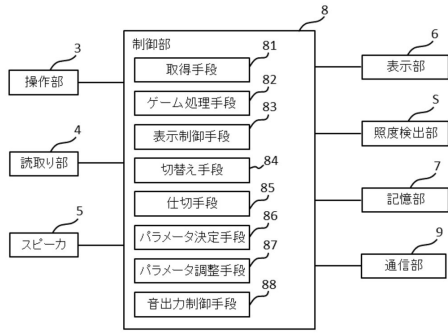 8
制御部
81
取得手段
82
ゲーム処理手段
83
表示制御手段
84
切替え手段
85
仕切手段
86
パラメータ決定手段
87
パラメータ調整手段
88
音出力制御手段
3
操作部
4
読取り部
5
スピーカ
6
表示部
S
照度検出部
7
記憶部
9
通信部